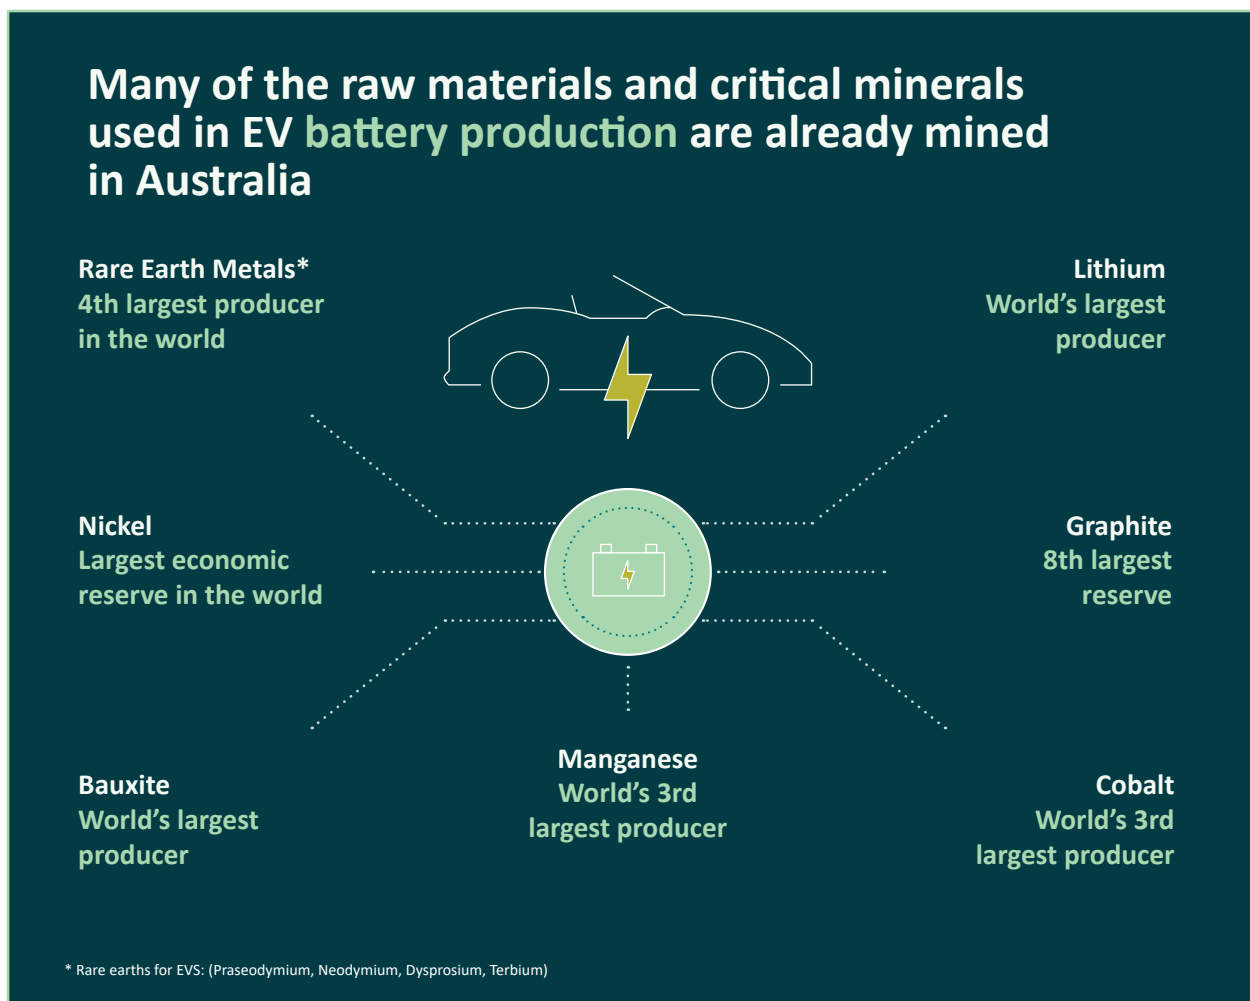 Many of the raw materials and critical minerals
used in EV battery production are already mined
in Australia
Rare Earth Metals*
4th largest producer
in the world
Lithium
World’s largest
producer
Nickel
Largest economic
reserve in the world
Graphite
8th largest
reserve
Bauxite
World’s largest
producer
Manganese
World’s 3rd
largest producer
Cobalt
World’s 3rd
largest producer
* Rare earths for EVS: (Praseodymium, Neodymium, Dysprosium, Terbium)